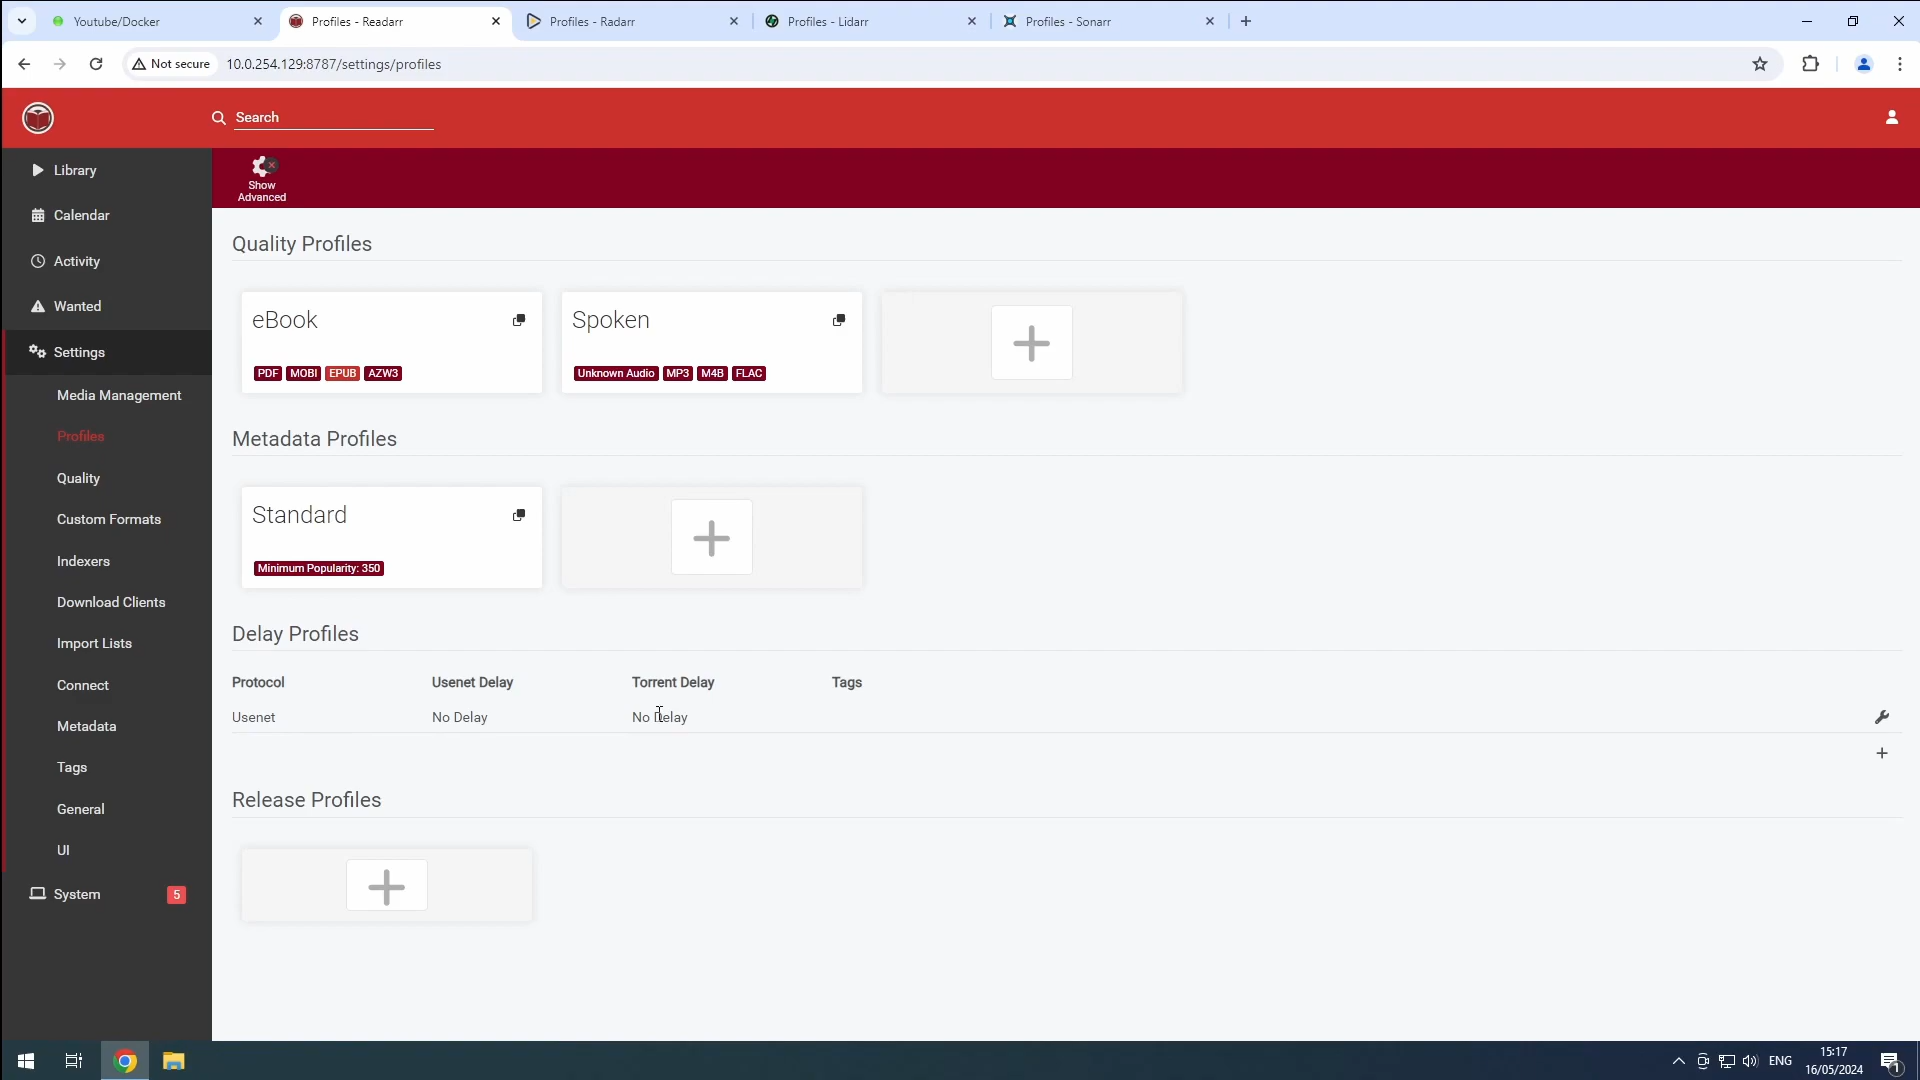 Youtube/Docker
Profiles - Readarr
Profiles - Radarr
Profiles - Lidarr
Profiles - Sonarr
Not secure
10.0.254.129:8787/settings/profiles
Search
Library
Calendar
Activity
Wanted
Settings
Media Management
Profiles
Quality
Custom Formats
Indexers
Download Clients
Import Lists
Connect
Metadata
Tags
General
UI
System 5
Show
Advanced
Quality Profiles
eBook
PDF MOBI EPUB AZW3
Spoken
Unknown Audio MP3 M4B FLAC
Metadata Profiles
Standard
Minimum Popularity: 350
Delay Profiles
Protocol Usenet Delay Torrent Delay Tags
Usenet No Delay No Delay
Release Profiles
ENG
15:17
16/05/2024
1